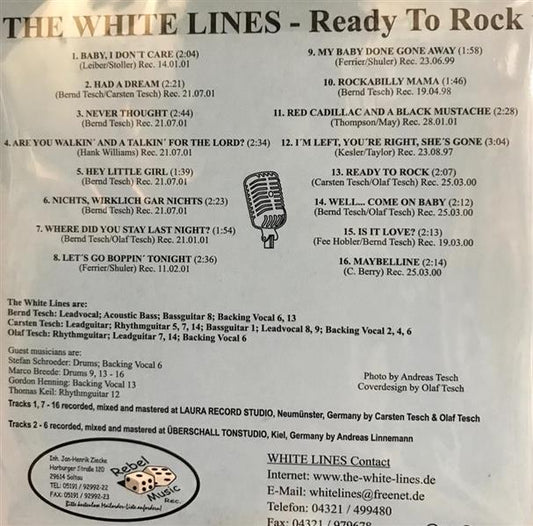 THE WHITE LINES - Ready To Rock
1. BABY, I DON´T CARE (2:04)
(Leiber/Stoller) Rec. 14.01.01
2. HAD A DREAM (2:21)
(Bernd Tesch/Carsten Tesch) Rec. 21.07.01
3. NEVER THOUGHT (2:44)
(Bernd Tesch) Rec. 21.07.01
4. ARE YOU WALKIN´ AND A TALKIN´ FOR THE LORD? (2:34)
(Hank Williams) Rec. 21.07.01
5. HEY LITTLE GIRL (1:39)
(Bernd Tesch) Rec. 21.07.01
6. NICHTS, WIRKLICH GAR NICHTS (2:23)
(Bernd Tesch) Rec. 21.07.01
7. WHERE DID YOU STAY LAST NIGHT? (1:54)
(Bernd Tesch/Olaf Tesch) Rec. 21.01.01
8. LET´S GO BOPPIN´ TONIGHT (2:36)
(Ferrier/Shuler) Rec. 11.02.01
9. MY BABY DONE GONE AWAY (1:58)
(Ferrier/Shuler) Rec. 23.06.99
10. ROCKABILLY MAMA (1:46)
(Bernd Tesch) Rec. 19.04.98
11. RED CADILLAC AND A BLACK MUSTACHE (2:28)
(Thompson/May) Rec. 28.01.01
12. I´M LEFT, YOU´RE RIGHT, SHE´S GONE (3:04)
(Kesler/Taylor) Rec. 23.08.97
13. READY TO ROCK (2:07)
(Carsten Tesch/Olaf Tesch) Rec. 25.03.00
14. WELL.... COME ON BABY (2:12)
(Bernd Tesch/Olaf Tesch) Rec. 25.03.00
15. IS IT LOVE? (2:13)
(Fee Hobler/Bernd Tesch) Rec. 19.03.00
16. MAYBELLINE (2:14)
(C. Berry) Rec. 25.03.00
The White Lines are:
Bernd Tesch: Leadvocal; Acoustic Bass; Bassguitar 8; Backing Vocal 6, 13
Carsten Tesch: Leadguitar; Rhythmguitar 5, 7, 14; Bassguitar 1; Leadvocal 8, 9; Backing Vocal 2, 4, 6
Olaf Tesch: Rhythmguitar; Leadguitar 7, 14; Backing Vocal 6
Guest musicians are:
Stefan Schroeder: Drums; Backing Vocal 6
Marco Breede: Drums 9, 13 - 16
Gordon Henning: Backing Vocal 13
Thomas Keil: Rhythmguitar 12
Photo by Andreas Tesch
Coverdesign by Olaf Tesch
Tracks 1, 7 - 16 recorded, mixed and mastered at LAURA RECORD STUDIO, Neumünster, Germany by Carsten Tesch & Olaf Tesch
Tracks 2 - 6 recorded, mixed and mastered at ÜBERSCHALL TONSTUDIO, Kiel, Germany by Andreas Linnemann
Inh. Jan-Henrik Ziecke
Harburger Straße 120
29614 Soltau
TEL: 05191 / 92992-22
FAX: 05191 / 92992-23
Bitte kostenlose Mailorder-Liste anfordern!
Rebel
Music
Rec.
WHITE LINES Contact
Internet: www.the-white-lines.de
E-Mail: whitelines@freenet.de
Telefon: 04321 / 499480
Fax: 04321 / 979678